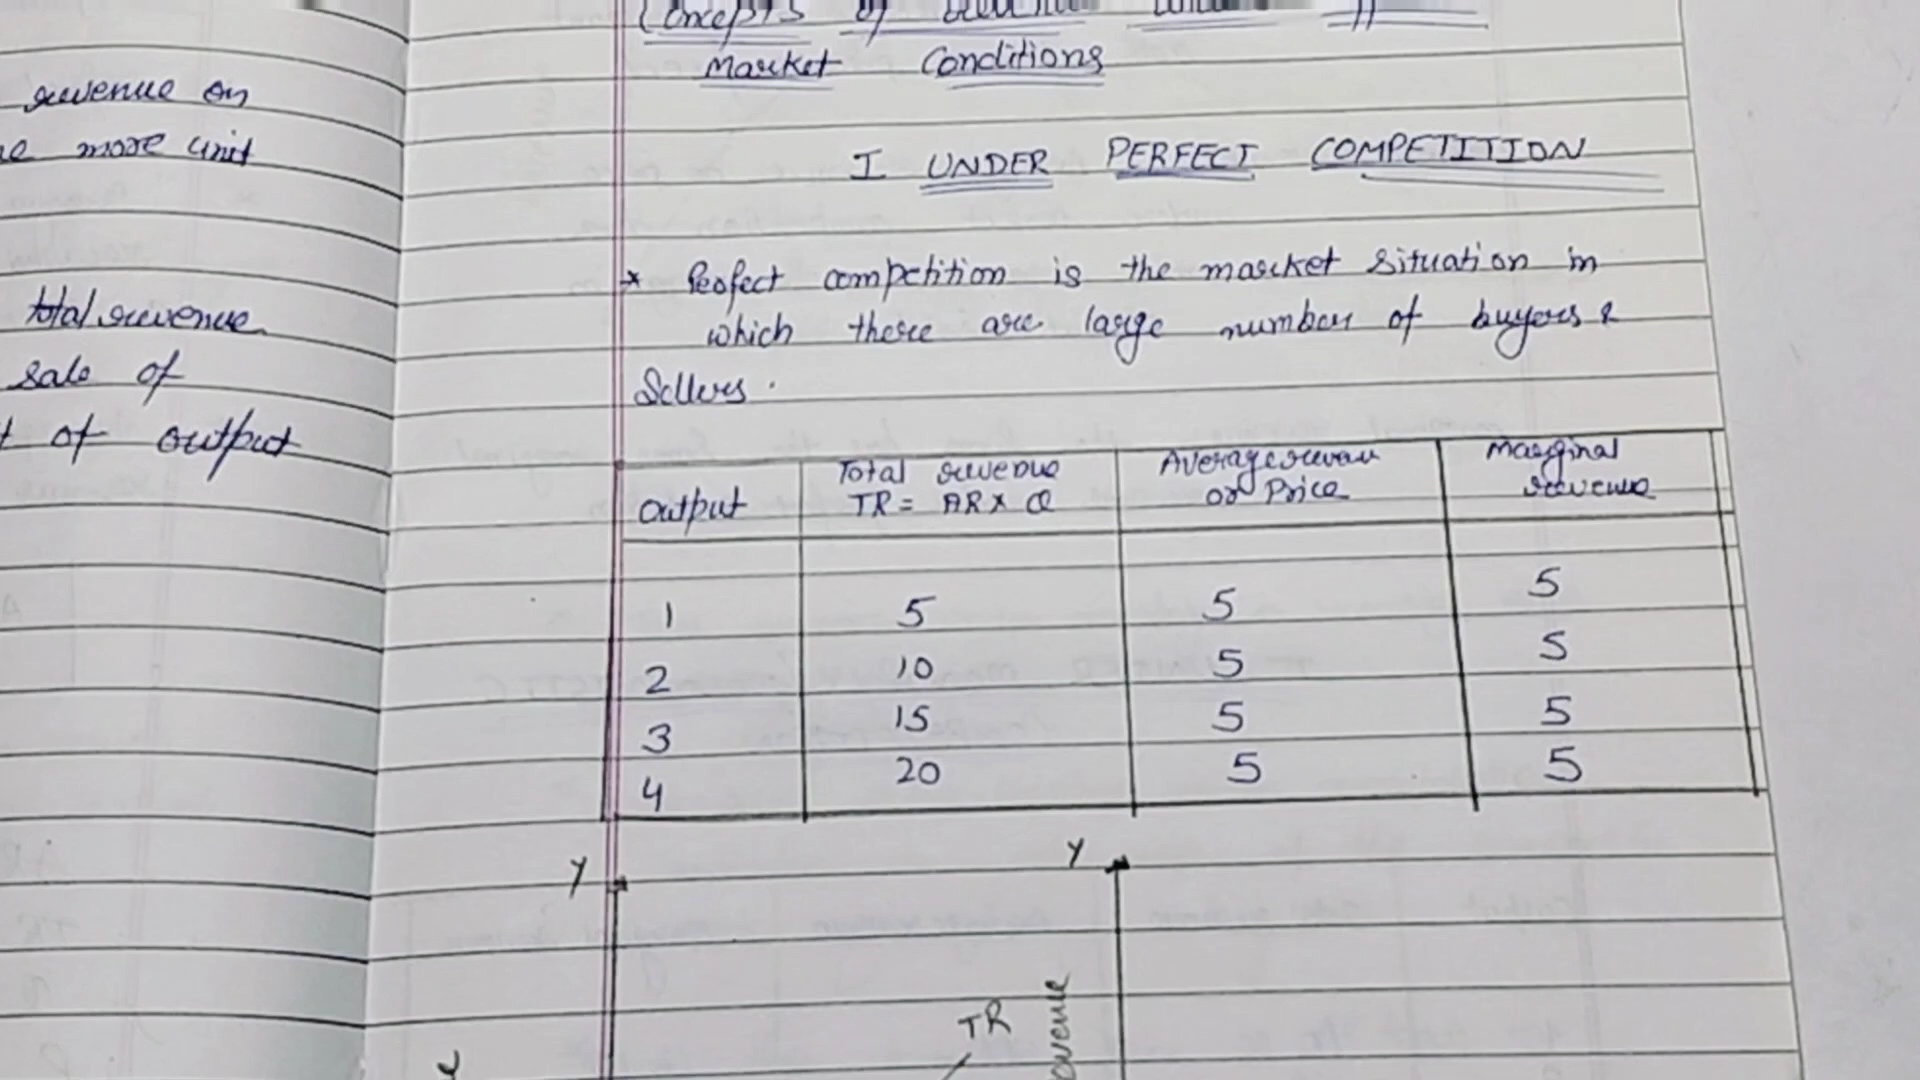 revenue on
more unit
total revenue
sale of
of output
Concepts of
Market Conditions
I UNDER PERFECT COMPETITION
* Perfect competition is the market situation in
which there are large number of buyers &
Sellers.
Output Total revenue TR = AR x Q Average revenue or Price Marginal revenue
1 5 5 5
2 10 5 5
3 15 5 5
4 20 5 5
Y Y
TR